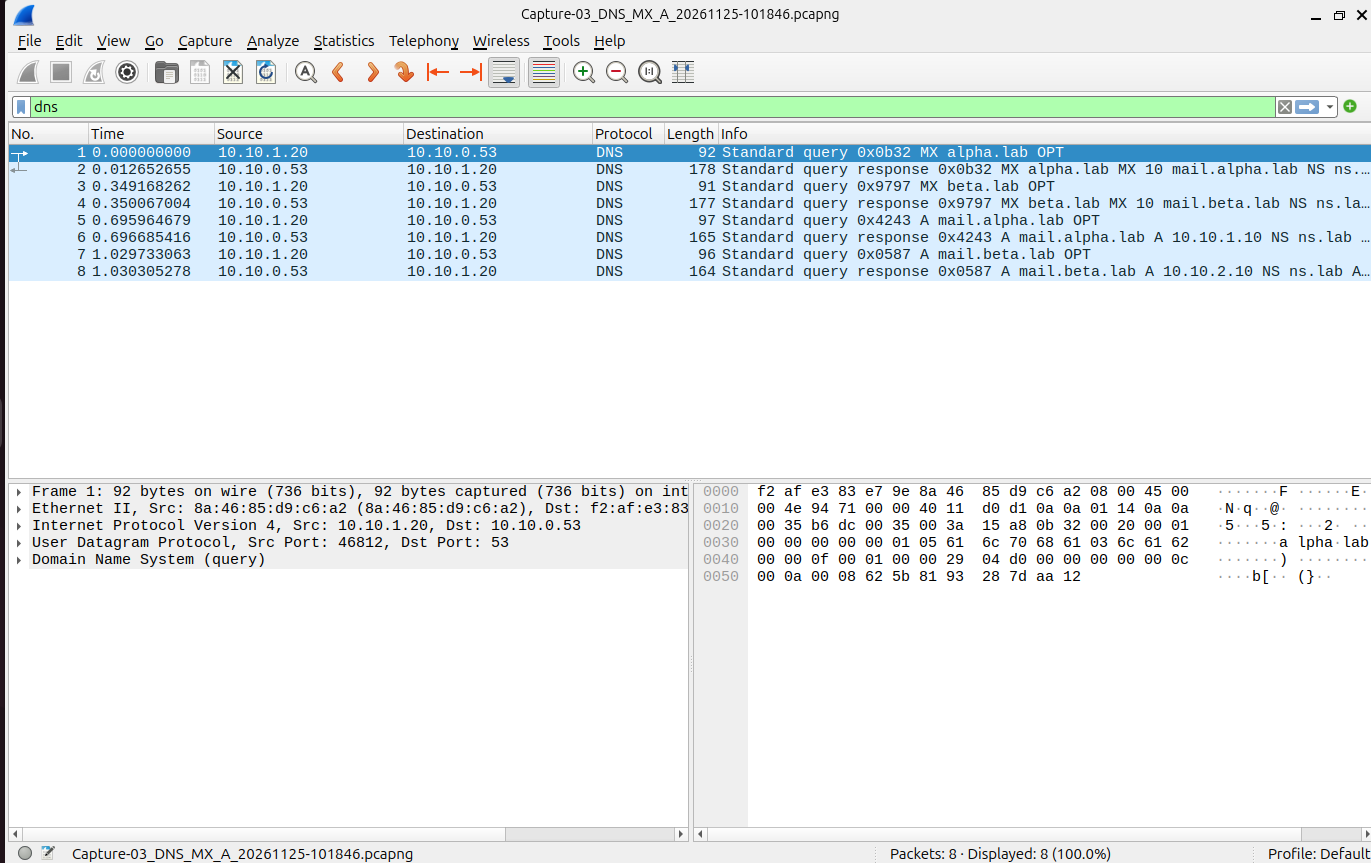 Capture-03_DNS_MX_A_20261125-101846.pcapng
File Edit View Go Capture Analyze Statistics Telephony Wireless Tools Help
dns
No. Time Source Destination Protocol Length Info
1 0.000000000 10.10.1.20 10.10.0.53 DNS 92 Standard query 0x0b32 MX alpha.lab OPT
2 0.012652655 10.10.0.53 10.10.1.20 DNS 178 Standard query response 0x0b32 MX alpha.lab MX 10 mail.alpha.lab NS ns.…
3 0.349168262 10.10.1.20 10.10.0.53 DNS 91 Standard query 0x9797 MX beta.lab OPT
4 0.350067004 10.10.0.53 10.10.1.20 DNS 177 Standard query response 0x9797 MX beta.lab MX 10 mail.beta.lab NS ns.la…
5 0.695964679 10.10.1.20 10.10.0.53 DNS 97 Standard query 0x4243 A mail.alpha.lab OPT
6 0.696685416 10.10.0.53 10.10.1.20 DNS 165 Standard query response 0x4243 A mail.alpha.lab A 10.10.1.10 NS ns.lab …
7 1.029733063 10.10.1.20 10.10.0.53 DNS 96 Standard query 0x0587 A mail.beta.lab OPT
8 1.030305278 10.10.0.53 10.10.1.20 DNS 164 Standard query response 0x0587 A mail.beta.lab A 10.10.2.10 NS ns.lab A…
Frame 1: 92 bytes on wire (736 bits), 92 bytes captured (736 bits) on int
Ethernet II, Src: 8a:46:85:d9:c6:a2 (8a:46:85:d9:c6:a2), Dst: f2:af:e3:83
Internet Protocol Version 4, Src: 10.10.1.20, Dst: 10.10.0.53
User Datagram Protocol, Src Port: 46812, Dst Port: 53
Domain Name System (query)
0000 f2 af e3 83 e7 9e 8a 46 85 d9 c6 a2 08 00 45 00 ·······F ······E·
0010 00 4e 94 71 00 00 40 11 d0 d1 0a 0a 01 14 0a 0a ·N·q··@· ········
0020 00 35 b6 dc 00 35 00 3a 15 a8 0b 32 00 20 00 01 ·5···5·: ···2· ··
0030 00 00 00 00 00 01 05 61 6c 70 68 61 03 6c 61 62 ·······a lpha·lab
0040 00 00 0f 00 01 00 00 29 04 d0 00 00 00 00 00 0c ·······) ········
0050 00 0a 00 08 62 5b 81 93 28 7d aa 12 ····b[·· (}··
Capture-03_DNS_MX_A_20261125-101846.pcapng
Packets: 8 · Displayed: 8 (100.0%)
Profile: Default